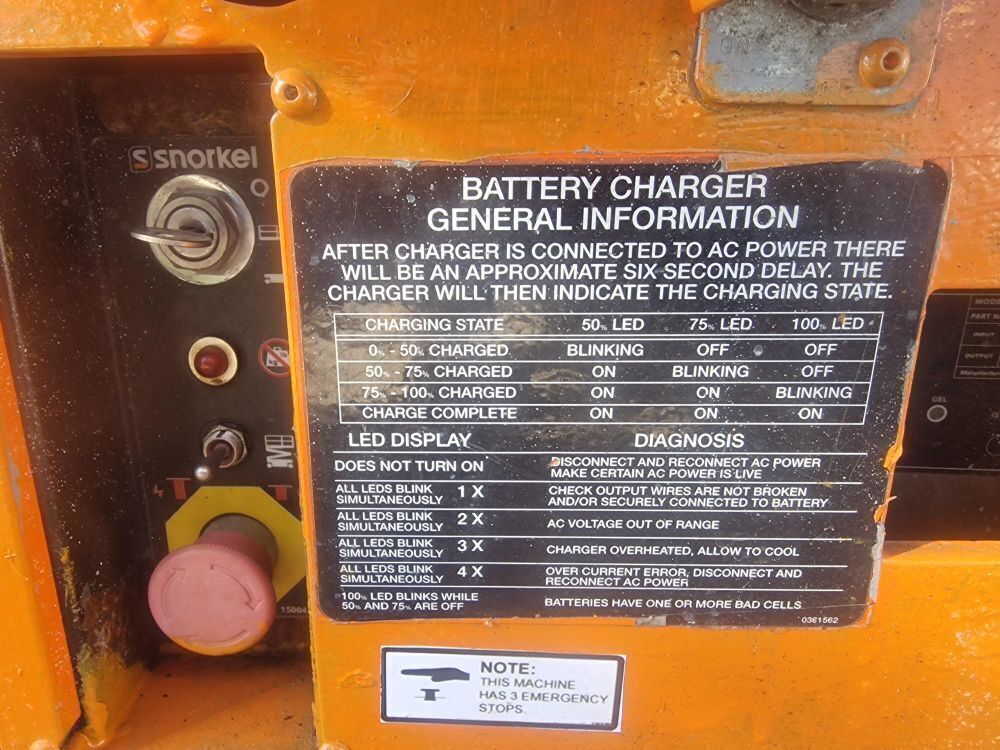 ON
snorkel
BATTERY CHARGER
GENERAL INFORMATION
AFTER CHARGER IS CONNECTED TO AC POWER THERE
WILL BE AN APPROXIMATE SIX SECOND DELAY. THE
CHARGER WILL THEN INDICATE THE CHARGING STATE.
CHARGING STATE 50% LED 75% LED 100% LED
0% - 50% CHARGED BLINKING OFF OFF
50% - 75% CHARGED ON BLINKING OFF
75% - 100% CHARGED ON ON BLINKING
CHARGE COMPLETE ON ON ON
LED DISPLAY DIAGNOSIS
DOES NOT TURN ON DISCONNECT AND RECONNECT AC POWER
MAKE CERTAIN AC POWER IS LIVE
ALL LEDS BLINK
SIMULTANEOUSLY 1 X CHECK OUTPUT WIRES ARE NOT BROKEN
AND/OR SECURELY CONNECTED TO BATTERY
ALL LEDS BLINK
SIMULTANEOUSLY 2 X AC VOLTAGE OUT OF RANGE
ALL LEDS BLINK
SIMULTANEOUSLY 3 X CHARGER OVERHEATED, ALLOW TO COOL
ALL LEDS BLINK
SIMULTANEOUSLY 4 X OVER CURRENT ERROR, DISCONNECT AND
RECONNECT AC POWER
100% LED BLINKS WHILE
50% AND 75% ARE OFF BATTERIES HAVE ONE OR MORE BAD CELLS
0361562
kg
15004
MODE
PART N
INPUT
OUTPUT
Manufactur
GEL
NOTE:
THIS MACHINE
HAS 3 EMERGENCY
STOPS.